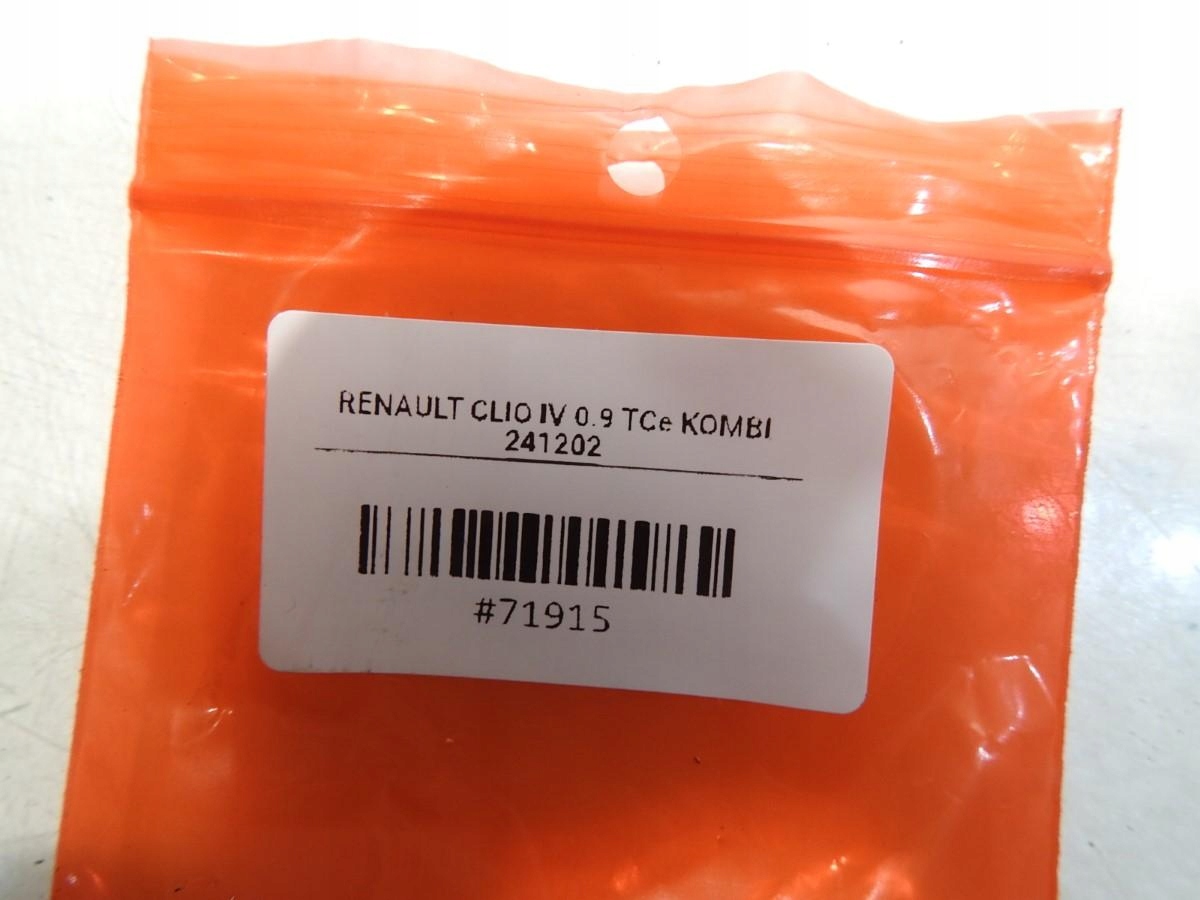 RENAULT CLIO IV 0.9 TCe KOMBI
241202
#71915